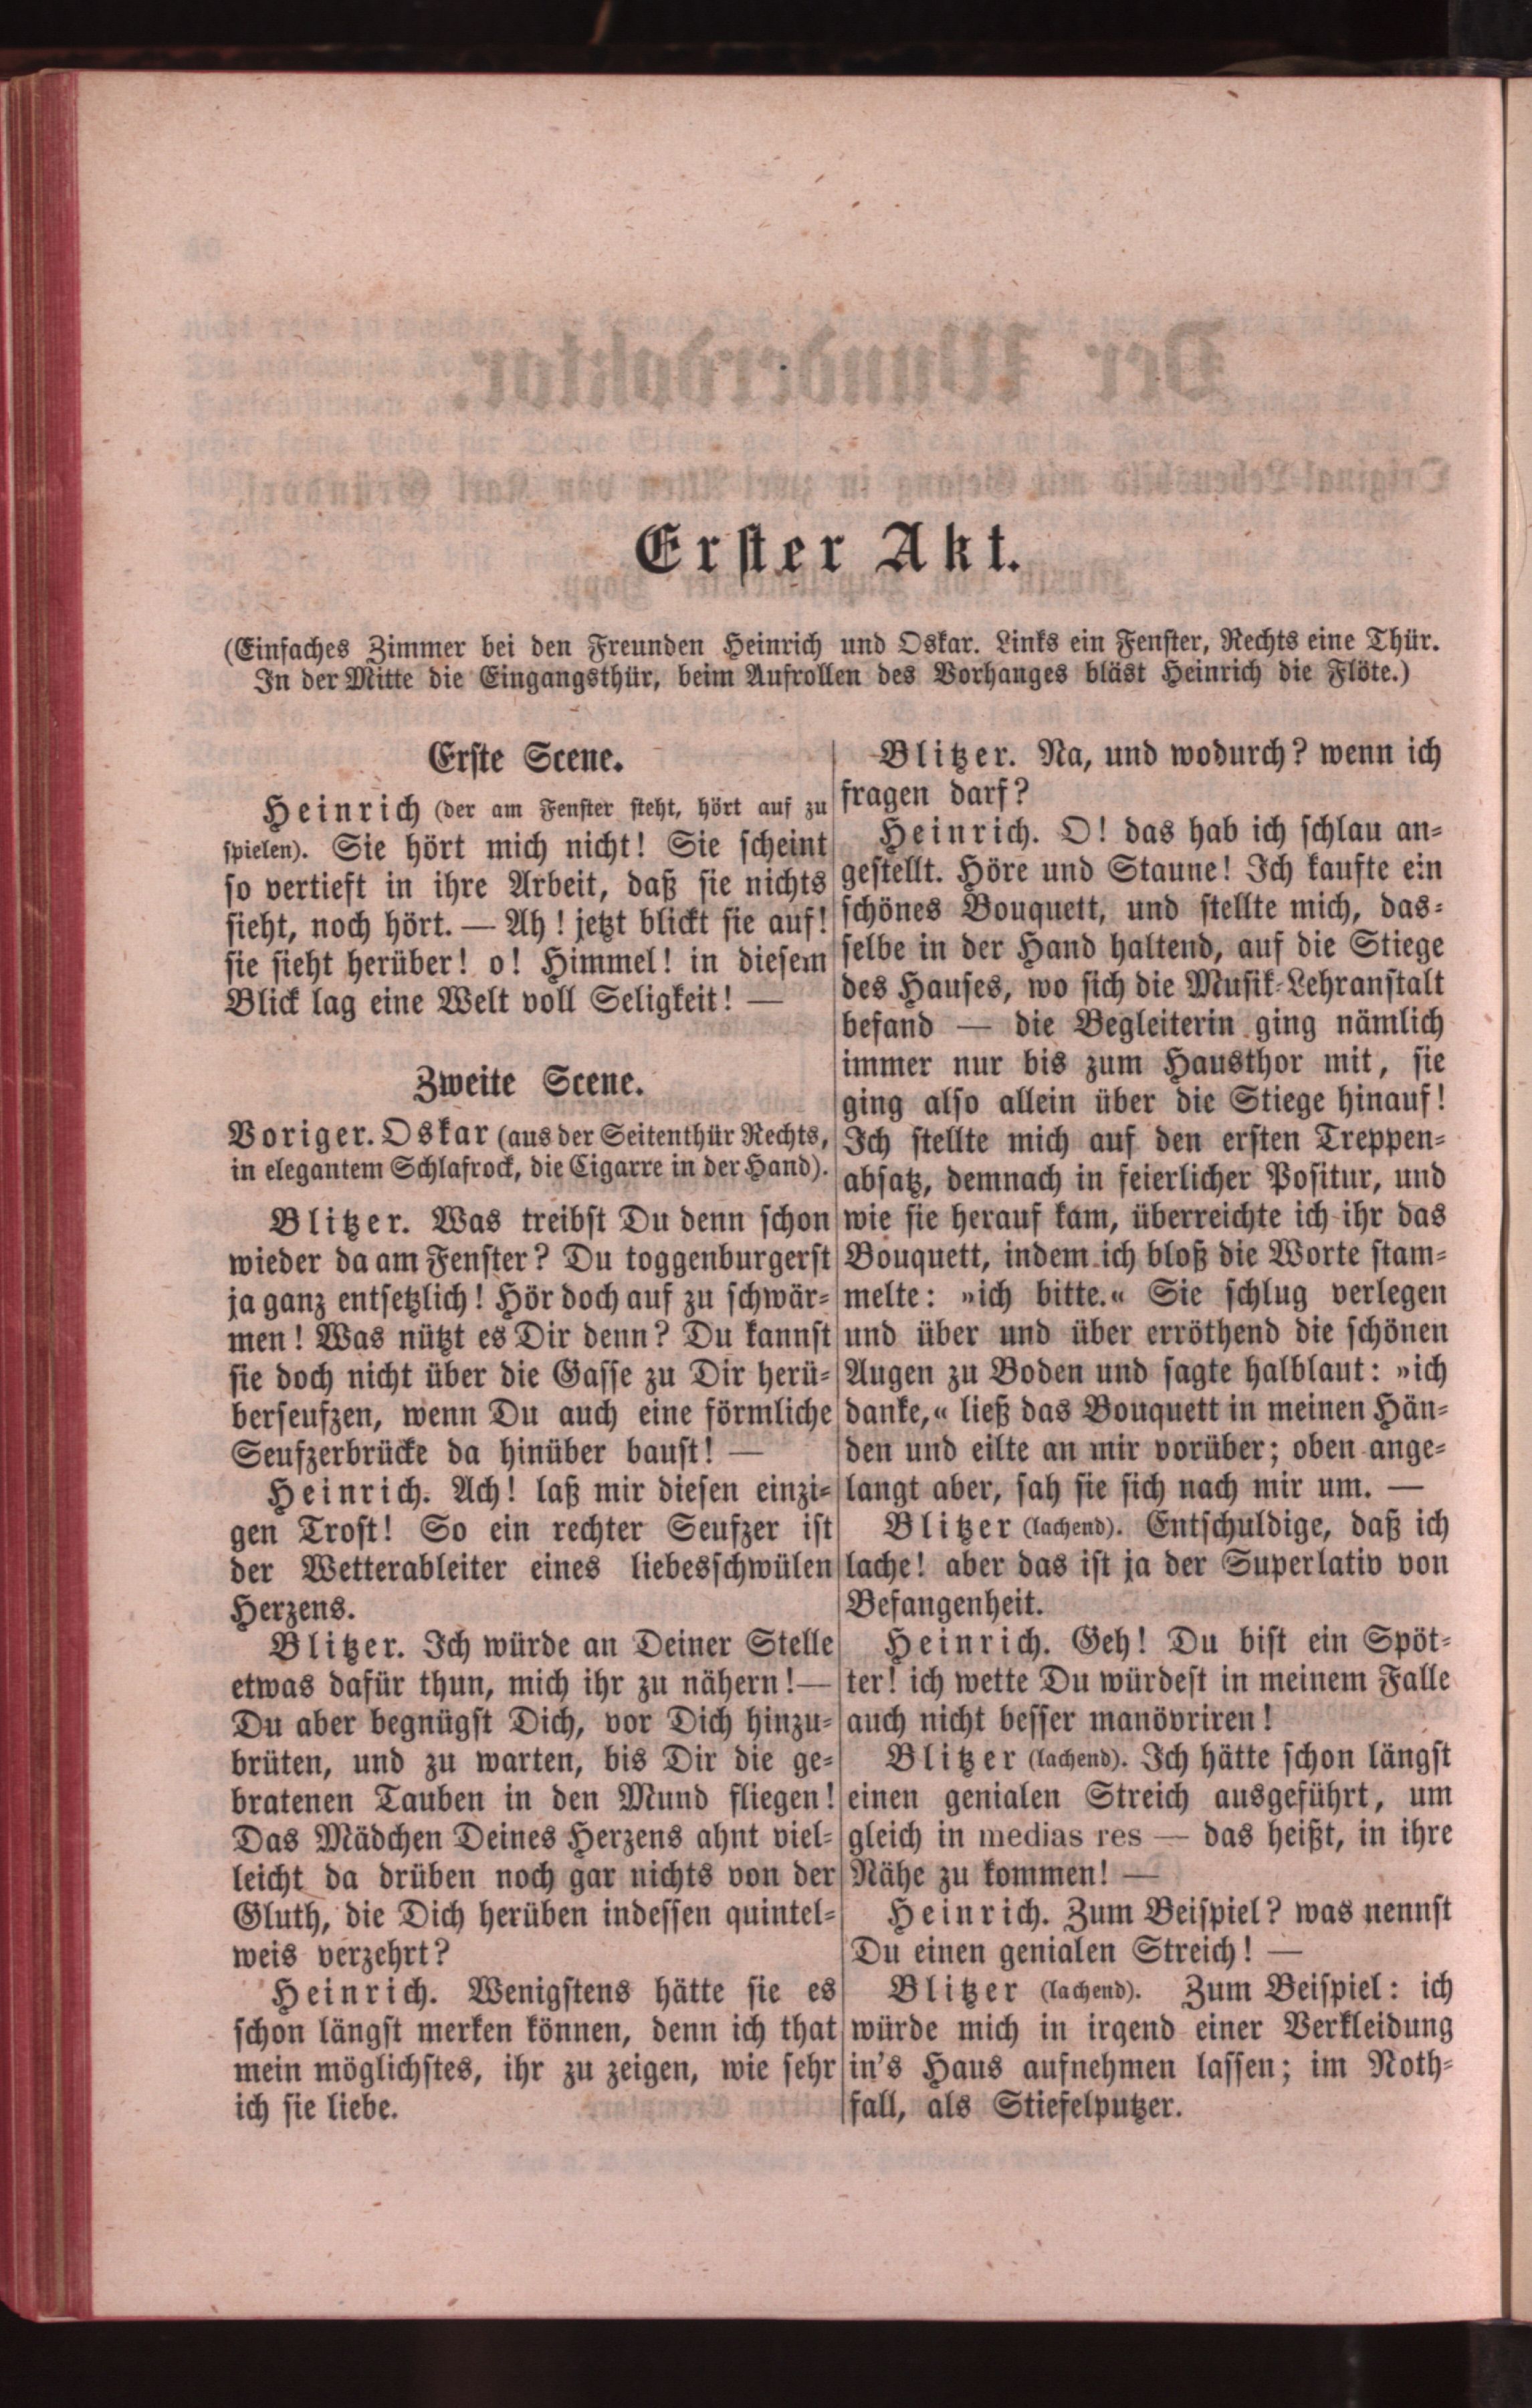 Erster Akt.
(Einfaches Zimmer bei den Freunden Heinrich und Oskar. Links ein Fenster, Rechts eine Thür.
In der Mitte die Eingangsthür, beim Aufrollen des Vorhanges bläst Heinrich die Flöte.)
Erste Scene.
Heinrich (der am Fenster steht, hört auf zu
spielen). Sie hört mich nicht! Sie scheint
so vertieft in ihre Arbeit, daß sie nichts
sieht, noch hört. — Ah! jetzt blickt sie auf!
sie sieht herüber! o! Himmel! in diesem
Blick lag eine Welt voll Seligkeit! —
Zweite Scene.
Voriger. Oskar (aus der Seitenthür Rechts,
in elegantem Schlafrock, die Cigarre in der Hand).
Blitzer. Was treibst Du denn schon
wieder da am Fenster? Du toggenburgerst
ja ganz entsetzlich! Hör doch auf zu schwär-
men! Was nützt es Dir denn? Du kannst
sie doch nicht über die Gasse zu Dir herü-
berseufzen, wenn Du auch eine förmliche
Seufzerbrücke da hinüber baust! —
Heinrich. Ach! laß mir diesen einzi-
gen Trost! So ein rechter Seufzer ist
der Wetterableiter eines liebesschwülen
Herzens.
Blitzer. Ich würde an Deiner Stelle
etwas dafür thun, mich ihr zu nähern! —
Du aber begnügst Dich, vor Dich hinzu-
brüten, und zu warten, bis Dir die ge-
bratenen Tauben in den Mund fliegen!
Das Mädchen Deines Herzens ahnt viel-
leicht da drüben noch gar nichts von der
Gluth, die Dich herüben indessen quintel-
weis verzehrt?
Heinrich. Wenigstens hätte sie es
schon längst merken können, denn ich that
mein möglichstes, ihr zu zeigen, wie sehr
ich sie liebe.
Blitzer. Na, und wodurch? wenn ich
fragen darf?
Heinrich. O! das hab ich schlau an-
gestellt. Höre und Staune! Ich kaufte ein
schönes Bouquett, und stellte mich, das-
selbe in der Hand haltend, auf die Stiege
des Hauses, wo sich die Musik-Lehranstalt
befand — die Begleiterin ging nämlich
immer nur bis zum Hausthor mit, sie
ging also allein über die Stiege hinauf!
Ich stellte mich auf den ersten Treppen-
absatz, demnach in feierlicher Positur, und
wie sie herauf kam, überreichte ich ihr das
Bouquett, indem ich bloß die Worte stam-
melte: »ich bitte.« Sie schlug verlegen
und über und über erröthend die schönen
Augen zu Boden und sagte halblaut: »ich
danke,« ließ das Bouquett in meinen Hän-
den und eilte an mir vorüber; oben ange-
langt aber, sah sie sich nach mir um. —
Blitzer (lachend). Entschuldige, daß ich
lache! aber das ist ja der Superlativ von
Befangenheit.
Heinrich. Geh! Du bist ein Spöt-
ter! ich wette Du würdest in meinem Falle
auch nicht besser manövriren!
Blitzer (lachend). Ich hätte schon längst
einen genialen Streich ausgeführt, um
gleich in medias res — das heißt, in ihre
Nähe zu kommen! —
Heinrich. Zum Beispiel? was nennst
Du einen genialen Streich! —
Blitzer (lachend). Zum Beispiel: ich
würde mich in irgend einer Verkleidung
in's Haus aufnehmen lassen; im Noth-
fall, als Stiefelputzer.